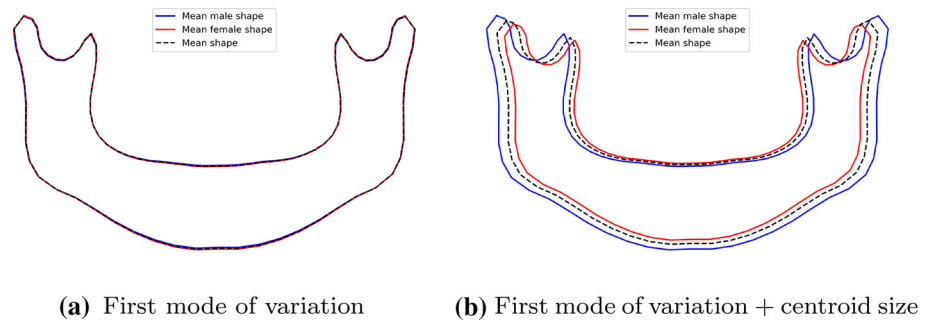 Mean male shape
Mean female shape
Mean shape
Mean male shape
Mean female shape
Mean shape
(a) First mode of variation
(b) First mode of variation + centroid size